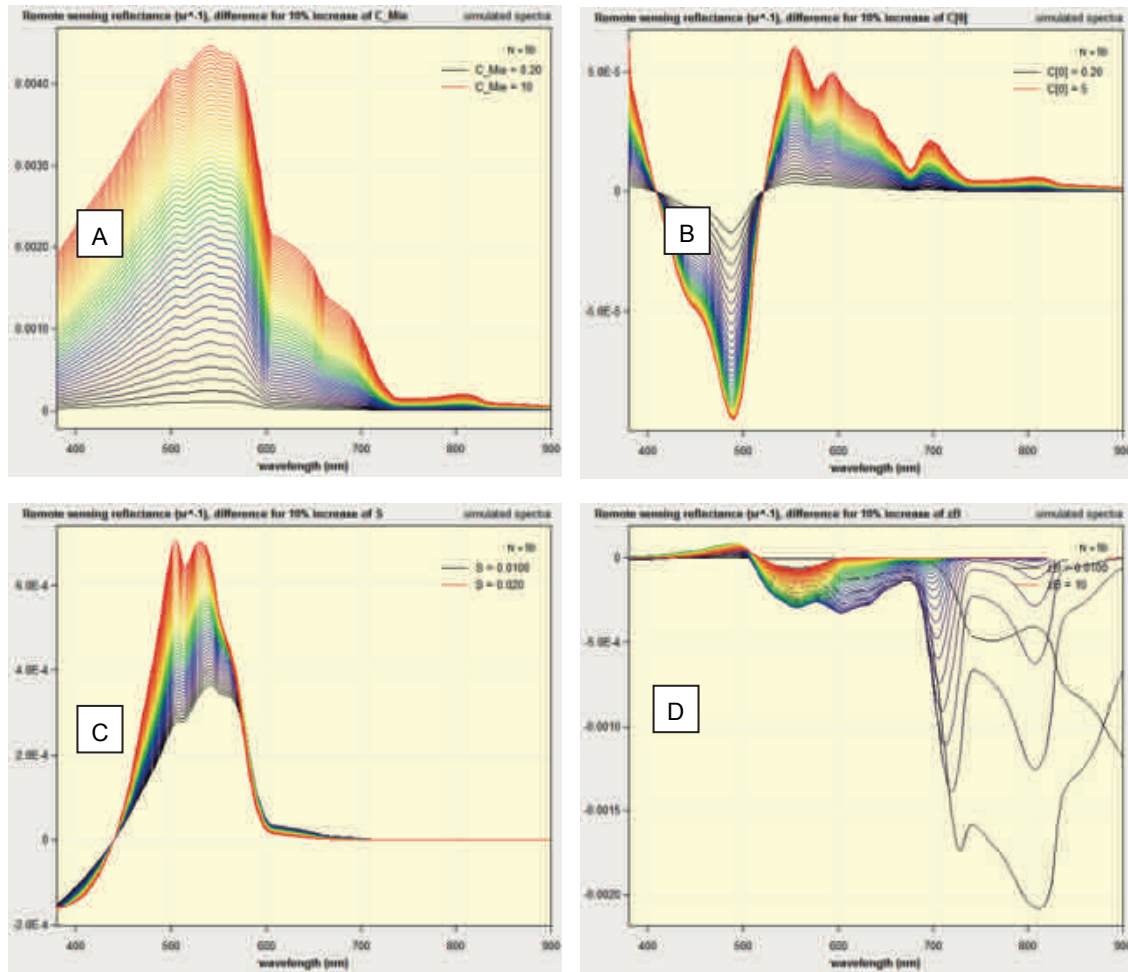 Remote sensing reflectance (sr^-1), difference for 10% increase of C_Mie simulated spectra
N = 50
C_Mie = 0.20
C_Mie = 10
0.0040
0.0030
0.0020
0.0010
0
A
400 500 600 700 800 900
wavelength (nm)
Remote sensing reflectance (sr^-1), difference for 10% increase of C[0] simulated spectra
N = 50
C[0] = 0.20
C[0] = 5
5.0E-5
0
-5.0E-5
B
400 500 600 700 800 900
wavelength (nm)
Remote sensing reflectance (sr^-1), difference for 10% increase of S simulated spectra
N = 50
S = 0.0100
S = 0.020
6.0E-4
4.0E-4
2.0E-4
0
-2.0E-4
C
400 500 600 700 800 900
wavelength (nm)
Remote sensing reflectance (sr^-1), difference for 10% increase of zB simulated spectra
N = 50
zB = 0.0100
zB = 10
0
-5.0E-4
-0.0010
-0.0015
-0.0020
D
400 500 600 700 800 900
wavelength (nm)